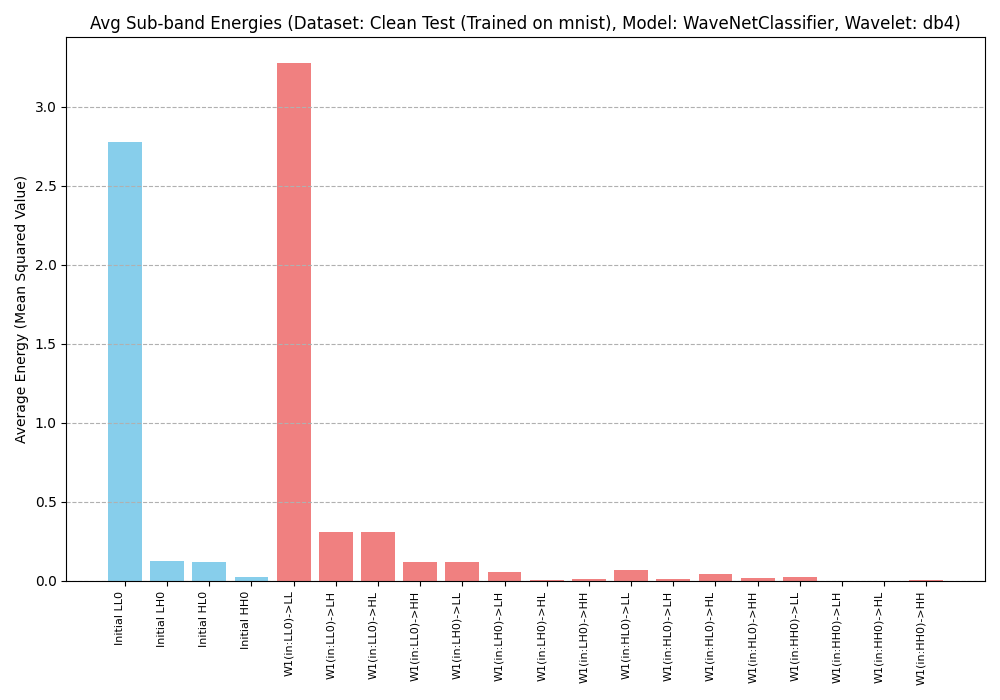 Avg Sub-band Energies (Dataset: Clean Test (Trained on mnist), Model: WaveNetClassifier, Wavelet: db4)
Average Energy (Mean Squared Value)
3.0
2.5
2.0
1.5
1.0
0.5
0.0
Initial LL0
Initial LH0
Initial HL0
Initial HH0
W1(in:LL0)->LL
W1(in:LL0)->LH
W1(in:LL0)->HL
W1(in:LL0)->HH
W1(in:LH0)->LL
W1(in:LH0)->LH
W1(in:LH0)->HL
W1(in:LH0)->HH
W1(in:HL0)->LL
W1(in:HL0)->LH
W1(in:HL0)->HL
W1(in:HL0)->HH
W1(in:HH0)->LL
W1(in:HH0)->LH
W1(in:HH0)->HL
W1(in:HH0)->HH